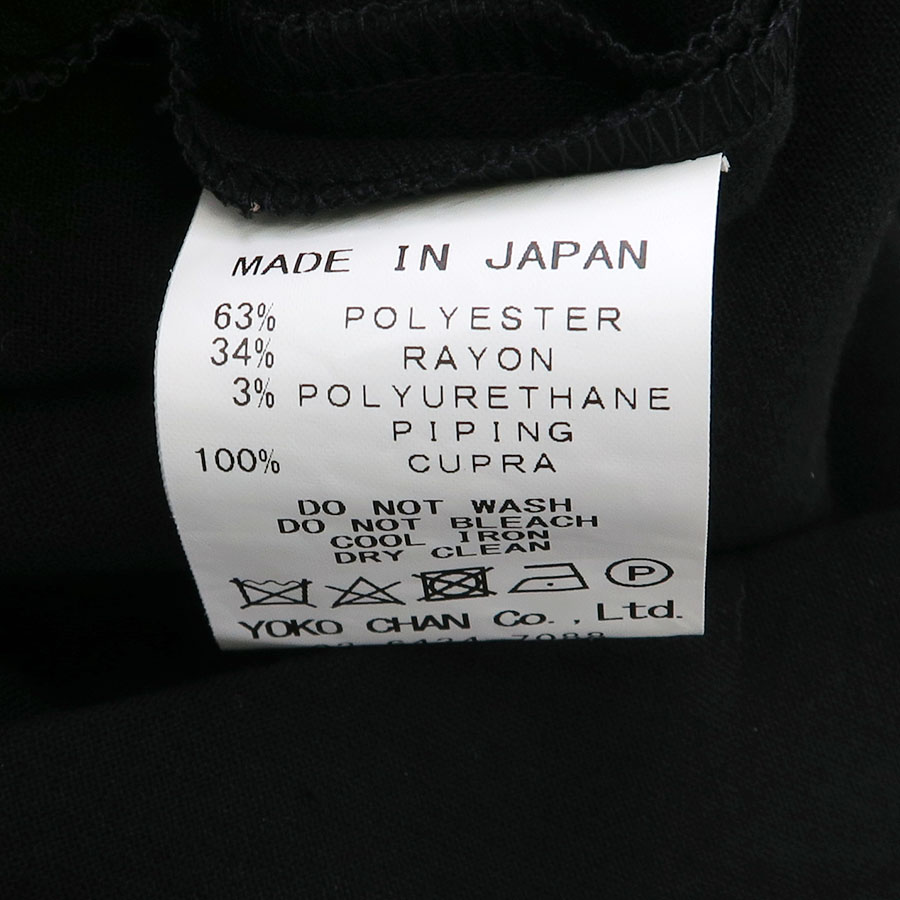 MADE IN JAPAN
63% POLYESTER
34% RAYON
3% POLYURETHANE
PIPING
100% CUPRA
DO NOT WASH
DO NOT BLEACH
COOL IRON
DRY CLEAN
P
YOKO CHAN Co.,Ltd.